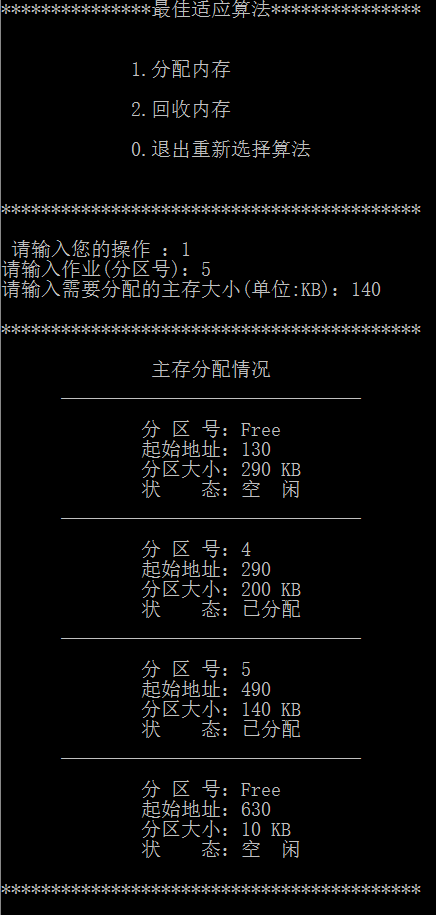 ***************最佳适应算法***************
1.分配内存
2.回收内存
0.退出重新选择算法
******************************************
请输入您的操作 ：1
请输入作业(分区号)：5
请输入需要分配的主存大小(单位:KB)：140
******************************************
主存分配情况
分 区 号：Free
起始地址：130
分区大小：290 KB
状　　态：空　闲
分 区 号：4
起始地址：290
分区大小：200 KB
状　　态：已分配
分 区 号：5
起始地址：490
分区大小：140 KB
状　　态：已分配
分 区 号：Free
起始地址：630
分区大小：10 KB
状　　态：空　闲
******************************************